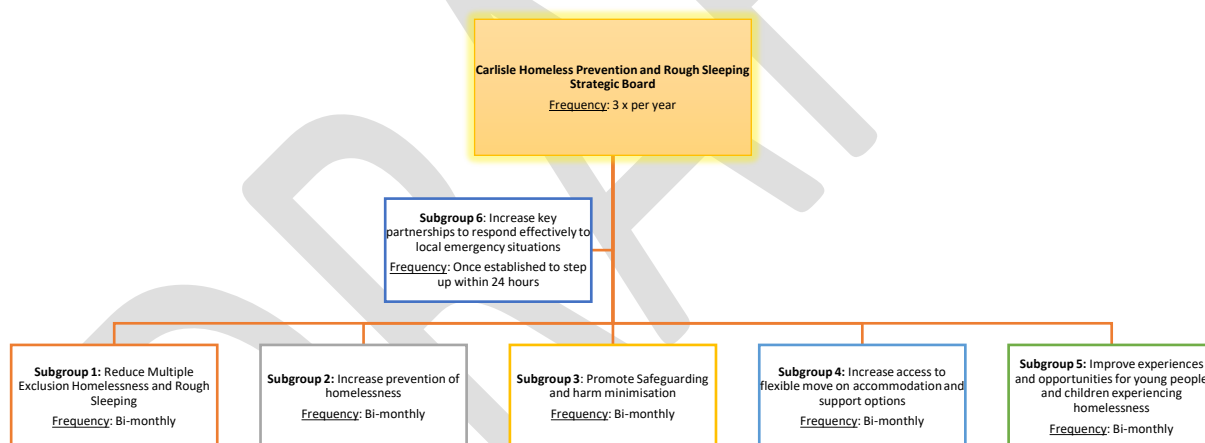 Carlisle Homeless Prevention and Rough Sleeping
Strategic Board
Frequency: 3 x per year
Subgroup 6: Increase key
partnerships to respond effectively to
local emergency situations
Frequency: Once established to step
up within 24 hours
Subgroup 1: Reduce Multiple
Exclusion Homelessness and Rough
Sleeping
Frequency: Bi-monthly
Subgroup 2: Increase prevention of
homelessness
Frequency: Bi-monthly
Subgroup 3: Promote Safeguarding
and harm minimisation
Frequency: Bi-monthly
Subgroup 4: Increase access to
flexible move on accommodation and
support options
Frequency: Bi-monthly
Subgroup 5: Improve experiences
and opportunities for young people
and children experiencing
homelessness
Frequency: Bi-monthly